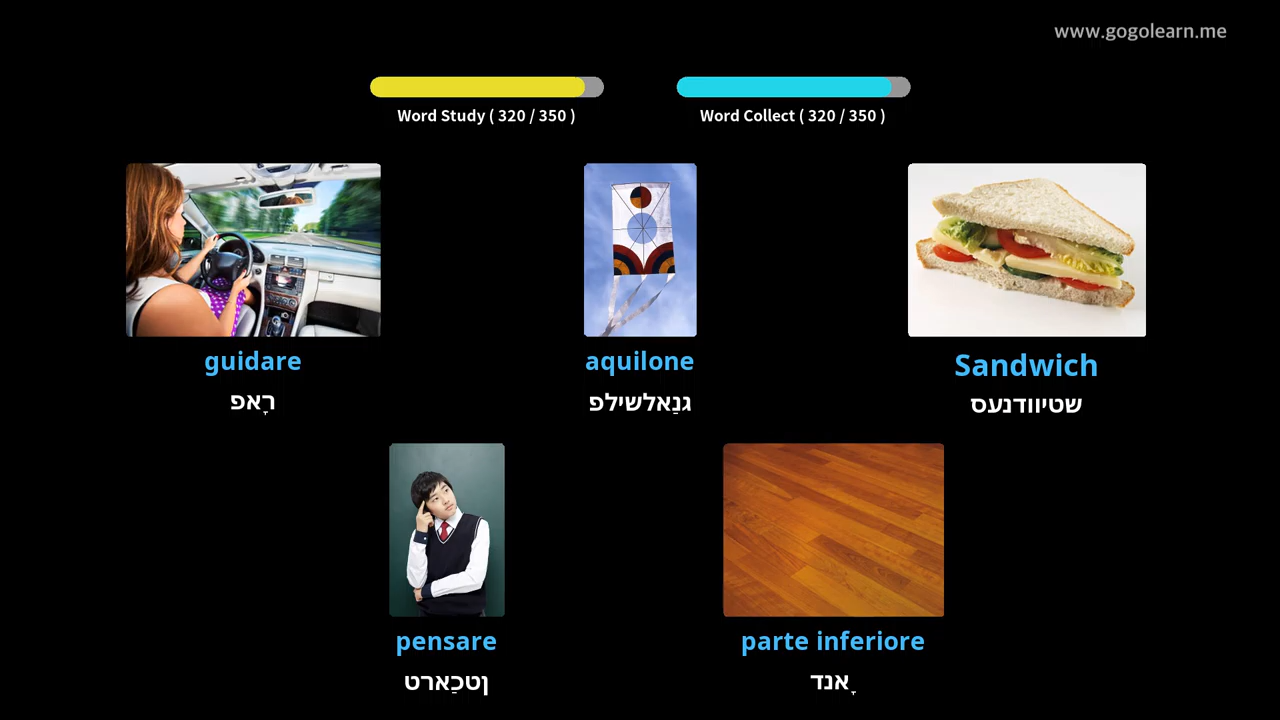 www.gogolearn.me
Word Study ( 320 / 350 )
Word Collect ( 320 / 350 )
guidare
רָאפ
aquilone
גנַאלשילפ
Sandwich
שטיוודנעס
pensare
ןטכַארט
parte inferiore
ָאנד